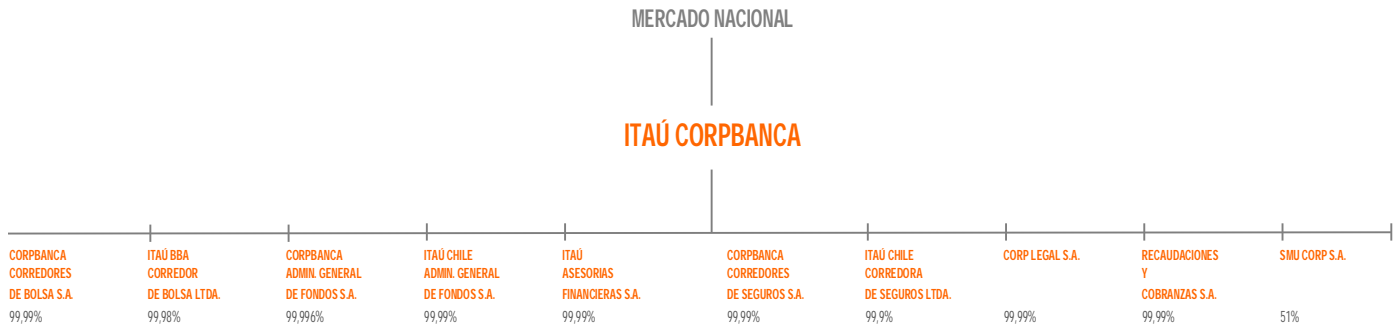 MERCADO NACIONAL
ITAÚ CORPBANCA
CORPBANCA
CORREDORES
DE BOLSA S.A.
99,99%
ITAÚ BBA
CORREDOR
DE BOLSA LTDA.
99,98%
CORPBANCA
ADMIN. GENERAL
DE FONDOS S.A.
99,996%
ITAÚ CHILE
ADMIN. GENERAL
DE FONDOS S.A.
99,99%
ITAÚ
ASESORIAS
FINANCIERAS S.A.
99,99%
CORPBANCA
CORREDORES
DE SEGUROS S.A.
99,99%
ITAÚ CHILE
CORREDORA
DE SEGUROS LTDA.
99,9%
CORP LEGAL S.A.
99,99%
RECAUDACIONES
Y
COBRANZAS S.A.
99,99%
SMU CORP S.A.
51%